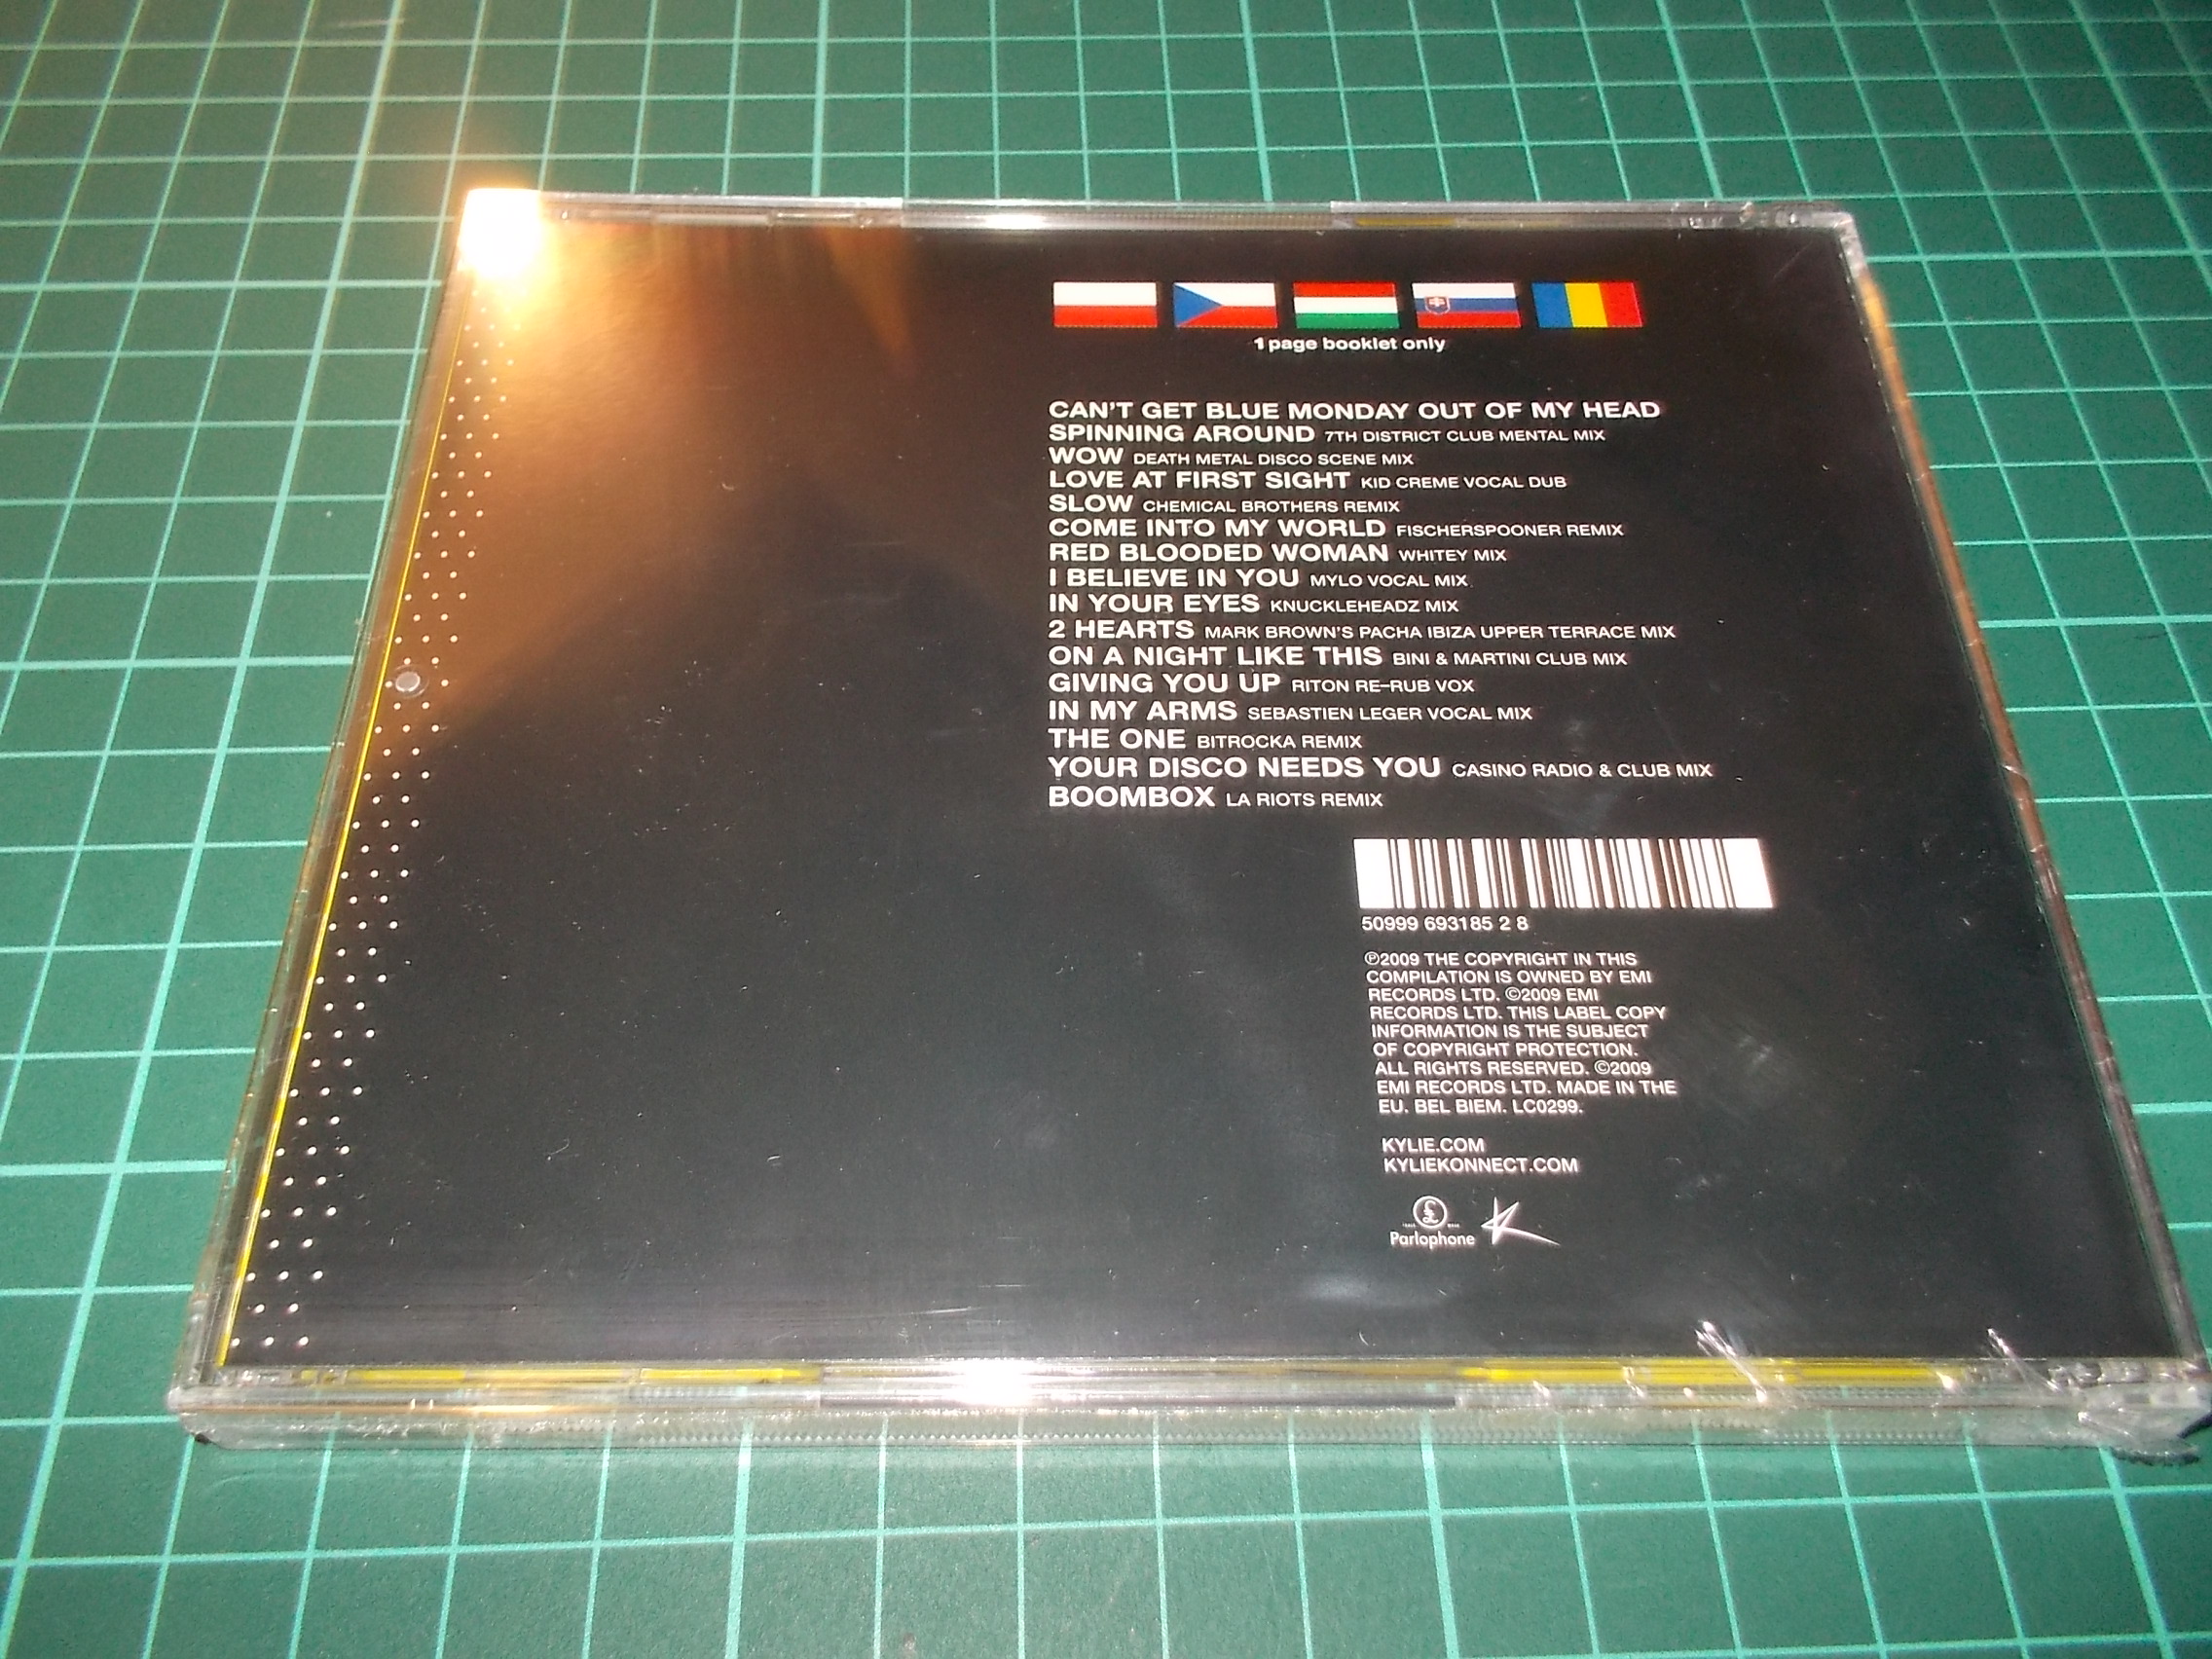 1 page booklet only
CAN'T GET BLUE MONDAY OUT OF MY HEAD
SPINNING AROUND 7TH DISTRICT CLUB MENTAL MIX
WOW DEATH METAL DISCO SCENE MIX
LOVE AT FIRST SIGHT KID CREME VOCAL DUB
SLOW CHEMICAL BROTHERS REMIX
COME INTO MY WORLD FISCHERSPOONER REMIX
RED BLOODED WOMAN WHITEY MIX
I BELIEVE IN YOU MYLO VOCAL MIX
IN YOUR EYES KNUCKLEHEADZ MIX
2 HEARTS MARK BROWN'S PACHA IBIZA UPPER TERRACE MIX
ON A NIGHT LIKE THIS BINI & MARTINI CLUB MIX
GIVING YOU UP RITON RE-RUB VOX
IN MY ARMS SEBASTIEN LEGER VOCAL MIX
THE ONE BITROCKA REMIX
YOUR DISCO NEEDS YOU CASINO RADIO & CLUB MIX
BOOMBOX LA RIOTS REMIX
50999 693185 2 8
℗2009 THE COPYRIGHT IN THIS
COMPILATION IS OWNED BY EMI
RECORDS LTD. ©2009 EMI
RECORDS LTD. THIS LABEL COPY
INFORMATION IS THE SUBJECT
OF COPYRIGHT PROTECTION.
ALL RIGHTS RESERVED. ©2009
EMI RECORDS LTD. MADE IN THE
EU. BEL BIEM. LC0299.
KYLIE.COM
KYLIEKONNECT.COM
£
Parlophone K